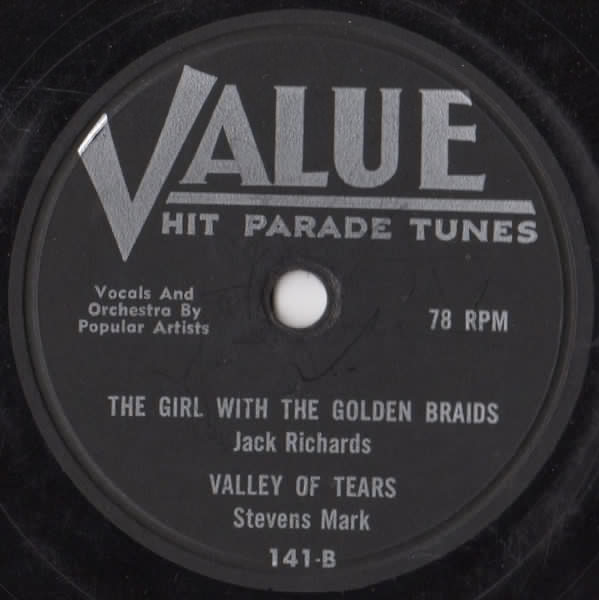 VALUE
HIT PARADE TUNES
Vocals And
Orchestra By
Popular Artists
78 RPM
THE GIRL WITH THE GOLDEN BRAIDS
Jack Richards
VALLEY OF TEARS
Stevens Mark
141-B